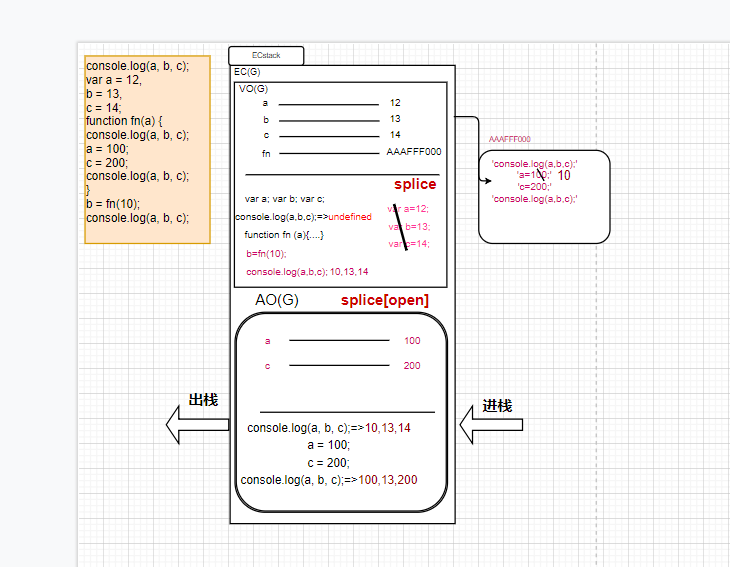 console.log(a, b, c);
var a = 12,
b = 13,
c = 14;
function fn(a) {
console.log(a, b, c);
a = 100;
c = 200;
console.log(a, b, c);
}
b = fn(10);
console.log(a, b, c);
ECstack
EC(G)
VO(G)
a 12
b 13
c 14
fn AAAFFF000
splice
var a; var b; var c;
console.log(a,b,c);=>undefined
function fn (a){....}
b=fn(10);
console.log(a,b,c); 10,13,14
var a=12;
var b=13;
var c=14;
AAAFFF000
'console.log(a,b,c);'
'a=100;' 10
'c=200;'
'console.log(a,b,c);'
AO(G) splice[open]
a 100
c 200
console.log(a, b, c);=>10,13,14
a = 100;
c = 200;
console.log(a, b, c);=>100,13,200
出栈
进栈